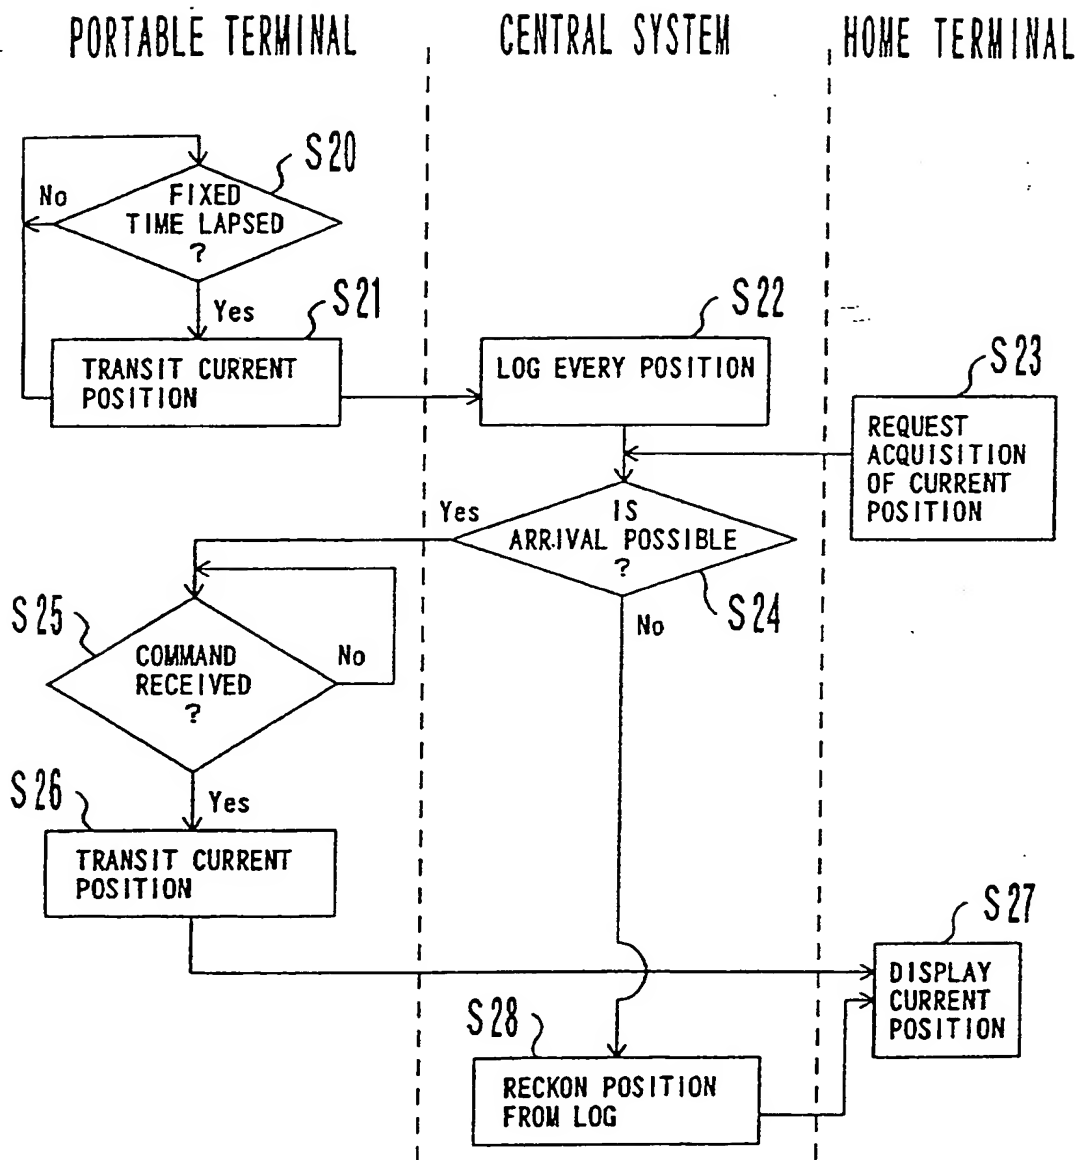 PORTABLE TERMINAL
CENTRAL SYSTEM
HOME TERMINAL
S20
No
FIXED
TIME LAPSED
?
Yes
S21
TRANSIT CURRENT
POSITION
S22
LOG EVERY POSITION
S23
REQUEST
ACQUISITION
OF CURRENT
POSITION
Yes
IS
ARRIVAL POSSIBLE
?
S24
No
S25
COMMAND
RECEIVED
?
No
S26
Yes
TRANSIT CURRENT
POSITION
S27
DISPLAY
CURRENT
POSITION
S28
RECKON POSITION
FROM LOG